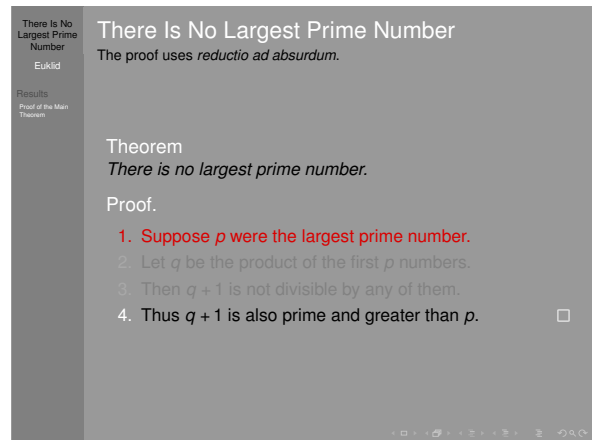 There Is No
Largest Prime
Number
Euklid
Results
Proof of the Main
Theorem
There Is No Largest Prime Number
The proof uses reductio ad absurdum.
Theorem
There is no largest prime number.
Proof.
1. Suppose p were the largest prime number.
2. Let q be the product of the first p numbers.
3. Then q + 1 is not divisible by any of them.
4. Thus q + 1 is also prime and greater than p.